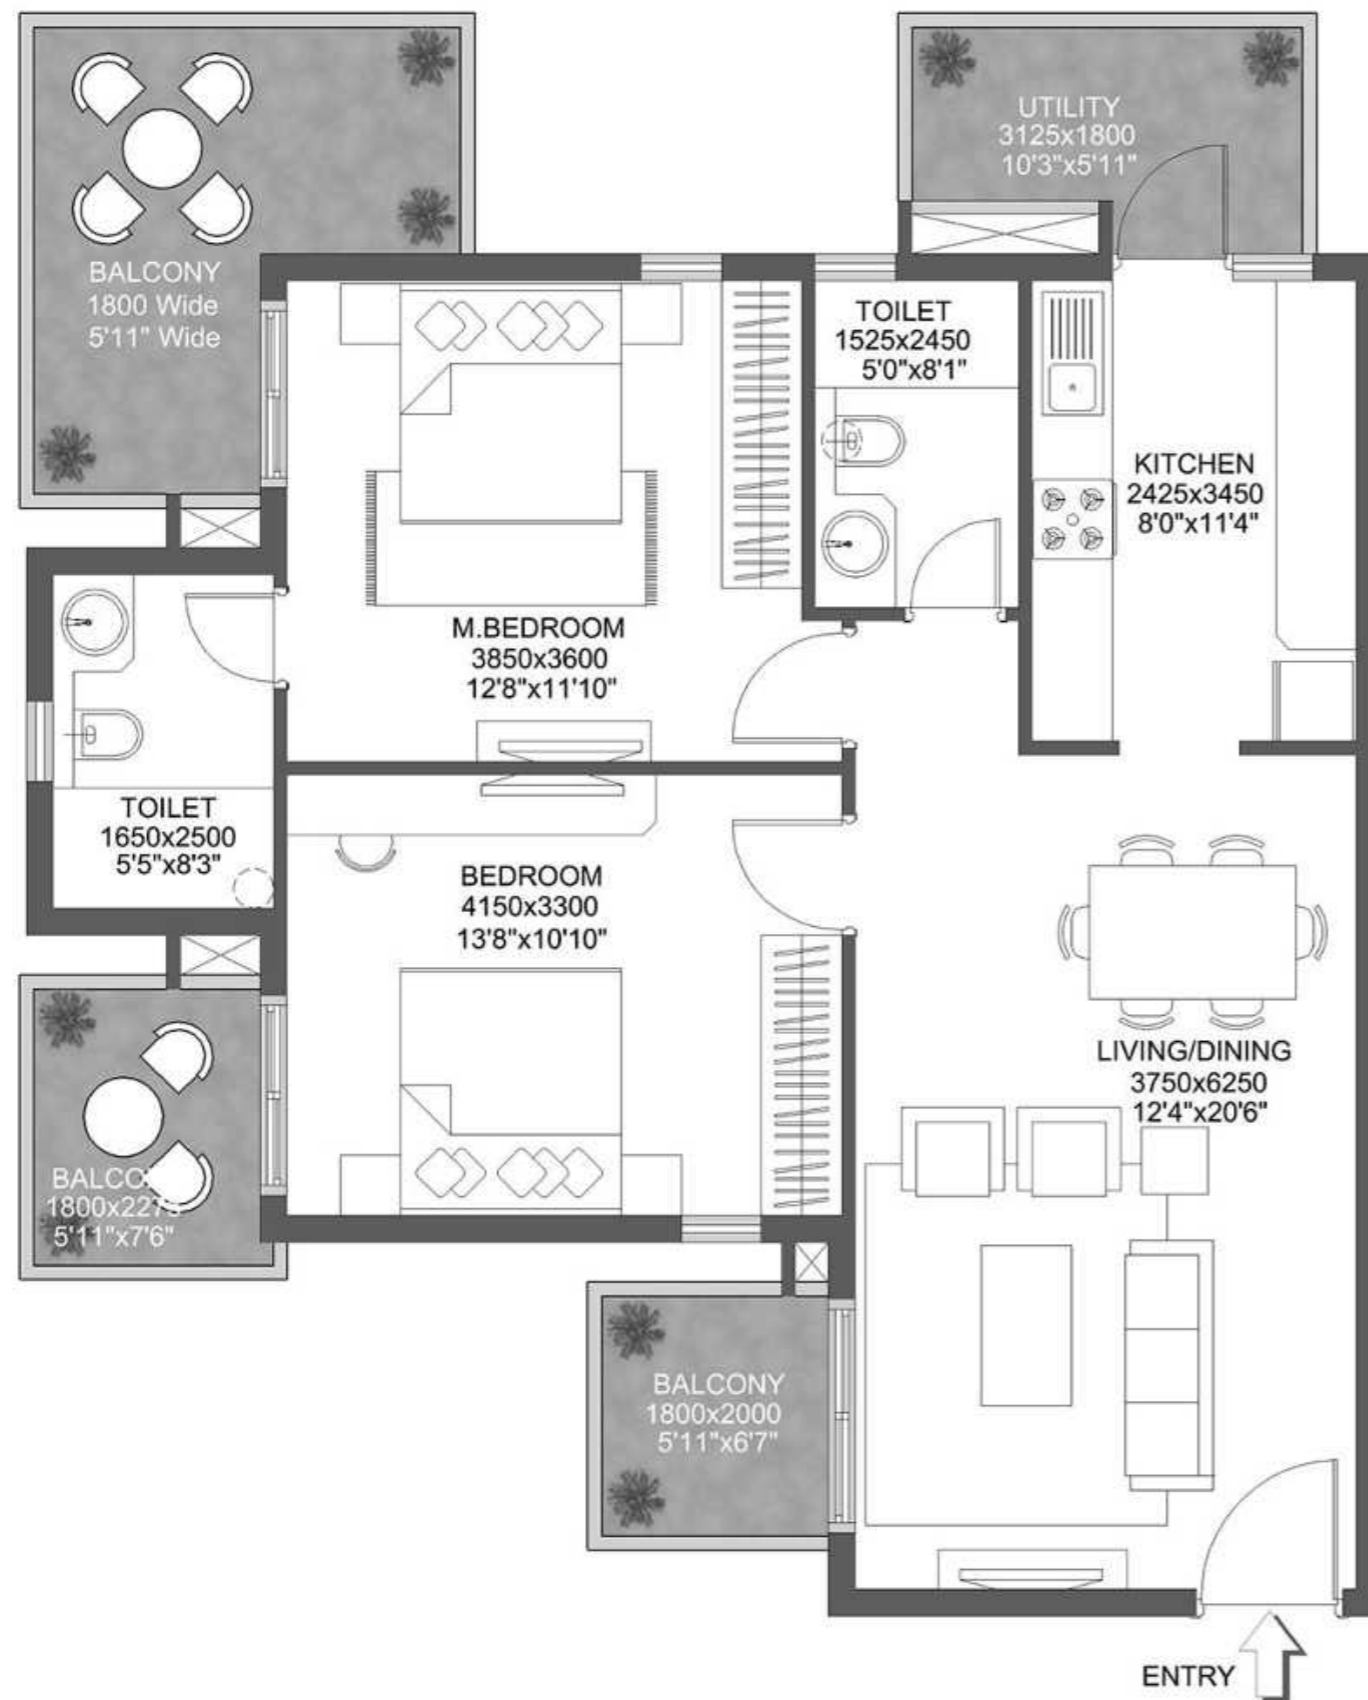 UTILITY
3125x1800
10'3"x5'11"
BALCONY
1800 Wide
5'11" Wide
TOILET
1525x2450
5'0"x8'1"
KITCHEN
2425x3450
8'0"x11'4"
M.BEDROOM
3850x3600
12'8"x11'10"
TOILET
1650x2500
5'5"x8'3"
BEDROOM
4150x3300
13'8"x10'10"
LIVING/DINING
3750x6250
12'4"x20'6"
BALCO
1800x2275
5'11"x7'6"
BALCONY
1800x2000
5'11"x6'7"
ENTRY